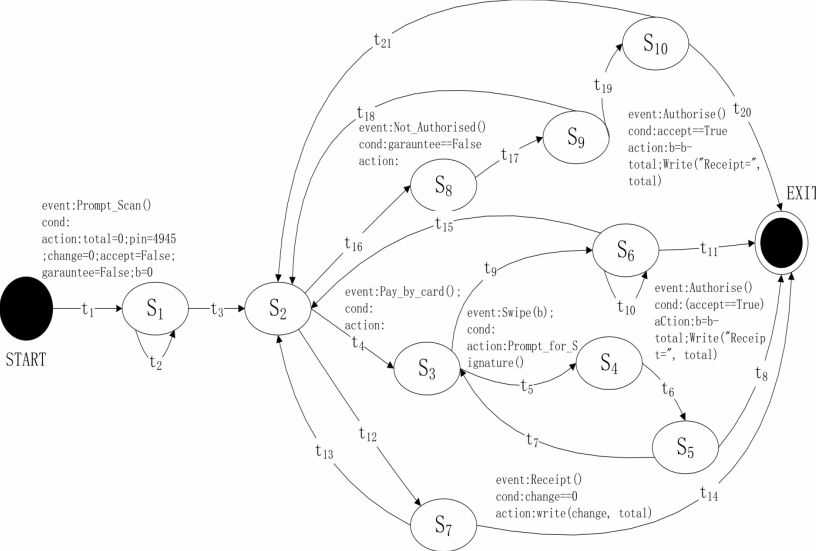 t21
S10
t19
t20
t18
event:Not_Authorised()
cond:garauntee==False
action:
S9
event:Authorise()
cond:accept==True
action:b=b-
total;Write("Receipt=",
total)
t17
S8
EXIT
event:Prompt_Scan()
cond:
action:total=0;pin=4945
;change=0;accept=False;
garauntee=False;b=0
t16
t15
S6
t11
t9
t10
START
t1
S1
t2
t3
S2
event:Pay_by_card();
cond:
action:
t4
event:Swipe(b);
cond:
action:Prompt_for_S
ignature()
event:Authorise()
cond:(accept==True)
aCtion:b=b-
total;Write("Receip
t=", total)
S3
t5
S4
t6
t8
t7
S5
t12
t13
event:Receipt()
cond:change==0
action:write(change, total)
t14
S7